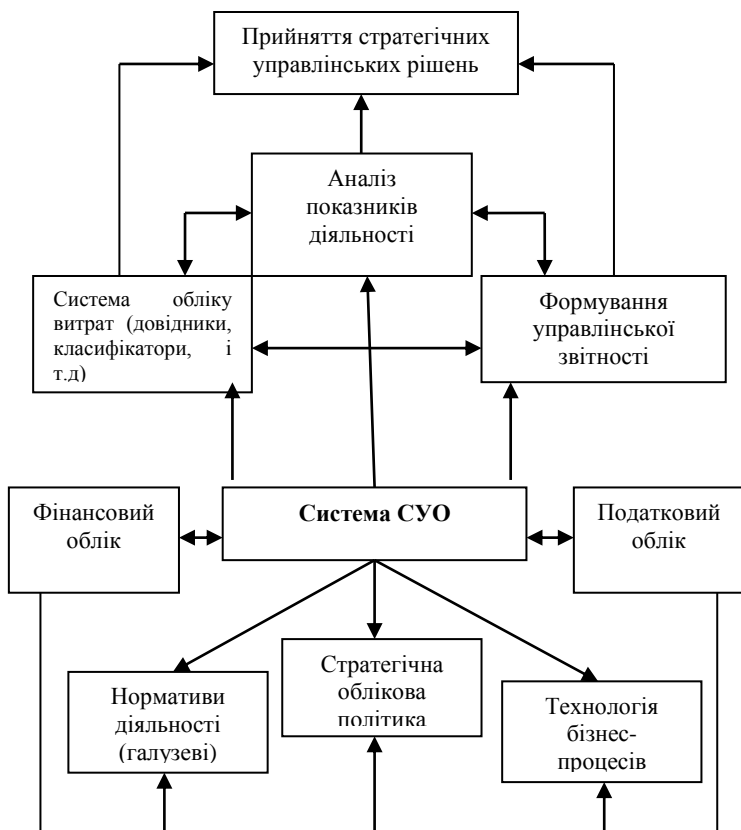 Прийняття стратегічних
управлінських рішень
Аналіз
показників
діяльності
Система обліку
витрат (довідники,
класифікатори, і
т.д)
Формування
управлінської
звітності
Фінансовий
облік
Система СУО
Податковий
облік
Нормативи
діяльності
(галузеві)
Стратегічна
облікова
політика
Технологія
бізнес-
процесів